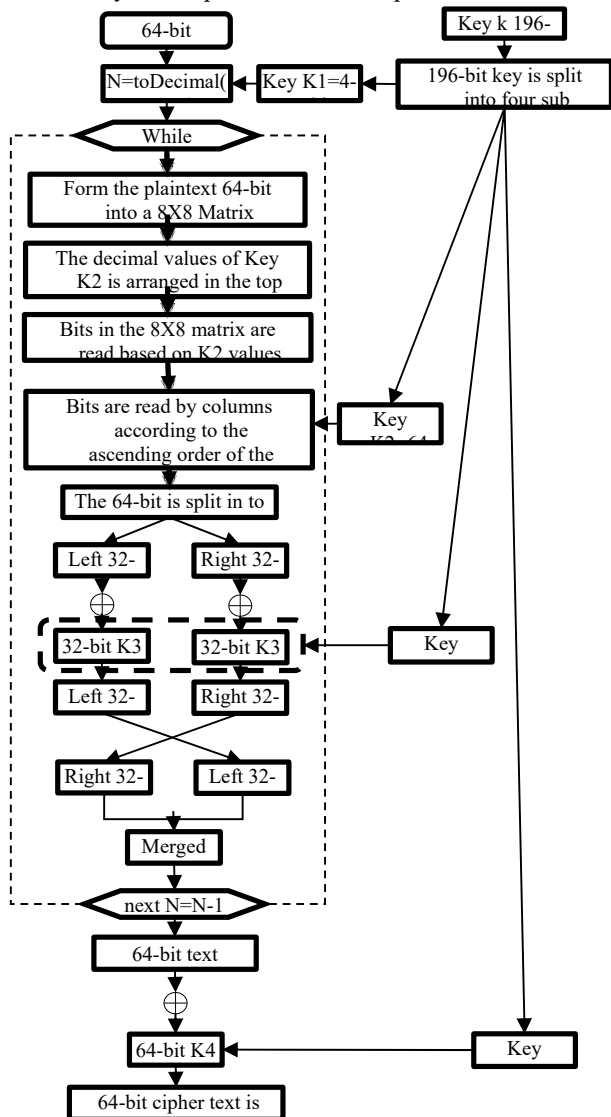 64-bit
Key k 196-
N=toDecimal(
Key K1=4-
196-bit key is split
into four sub
While
Form the plaintext 64-bit
into a 8X8 Matrix
The decimal values of Key
K2 is arranged in the top
Bits in the 8X8 matrix are
read based on K2 values
Bits are read by columns
according to the
ascending order of the
Key
The 64-bit is split in to
Left 32-
Right 32-
32-bit K3
32-bit K3
Key
Left 32-
Right 32-
Right 32-
Left 32-
Merged
next N=N-1
64-bit text
64-bit K4
Key
64-bit cipher text is